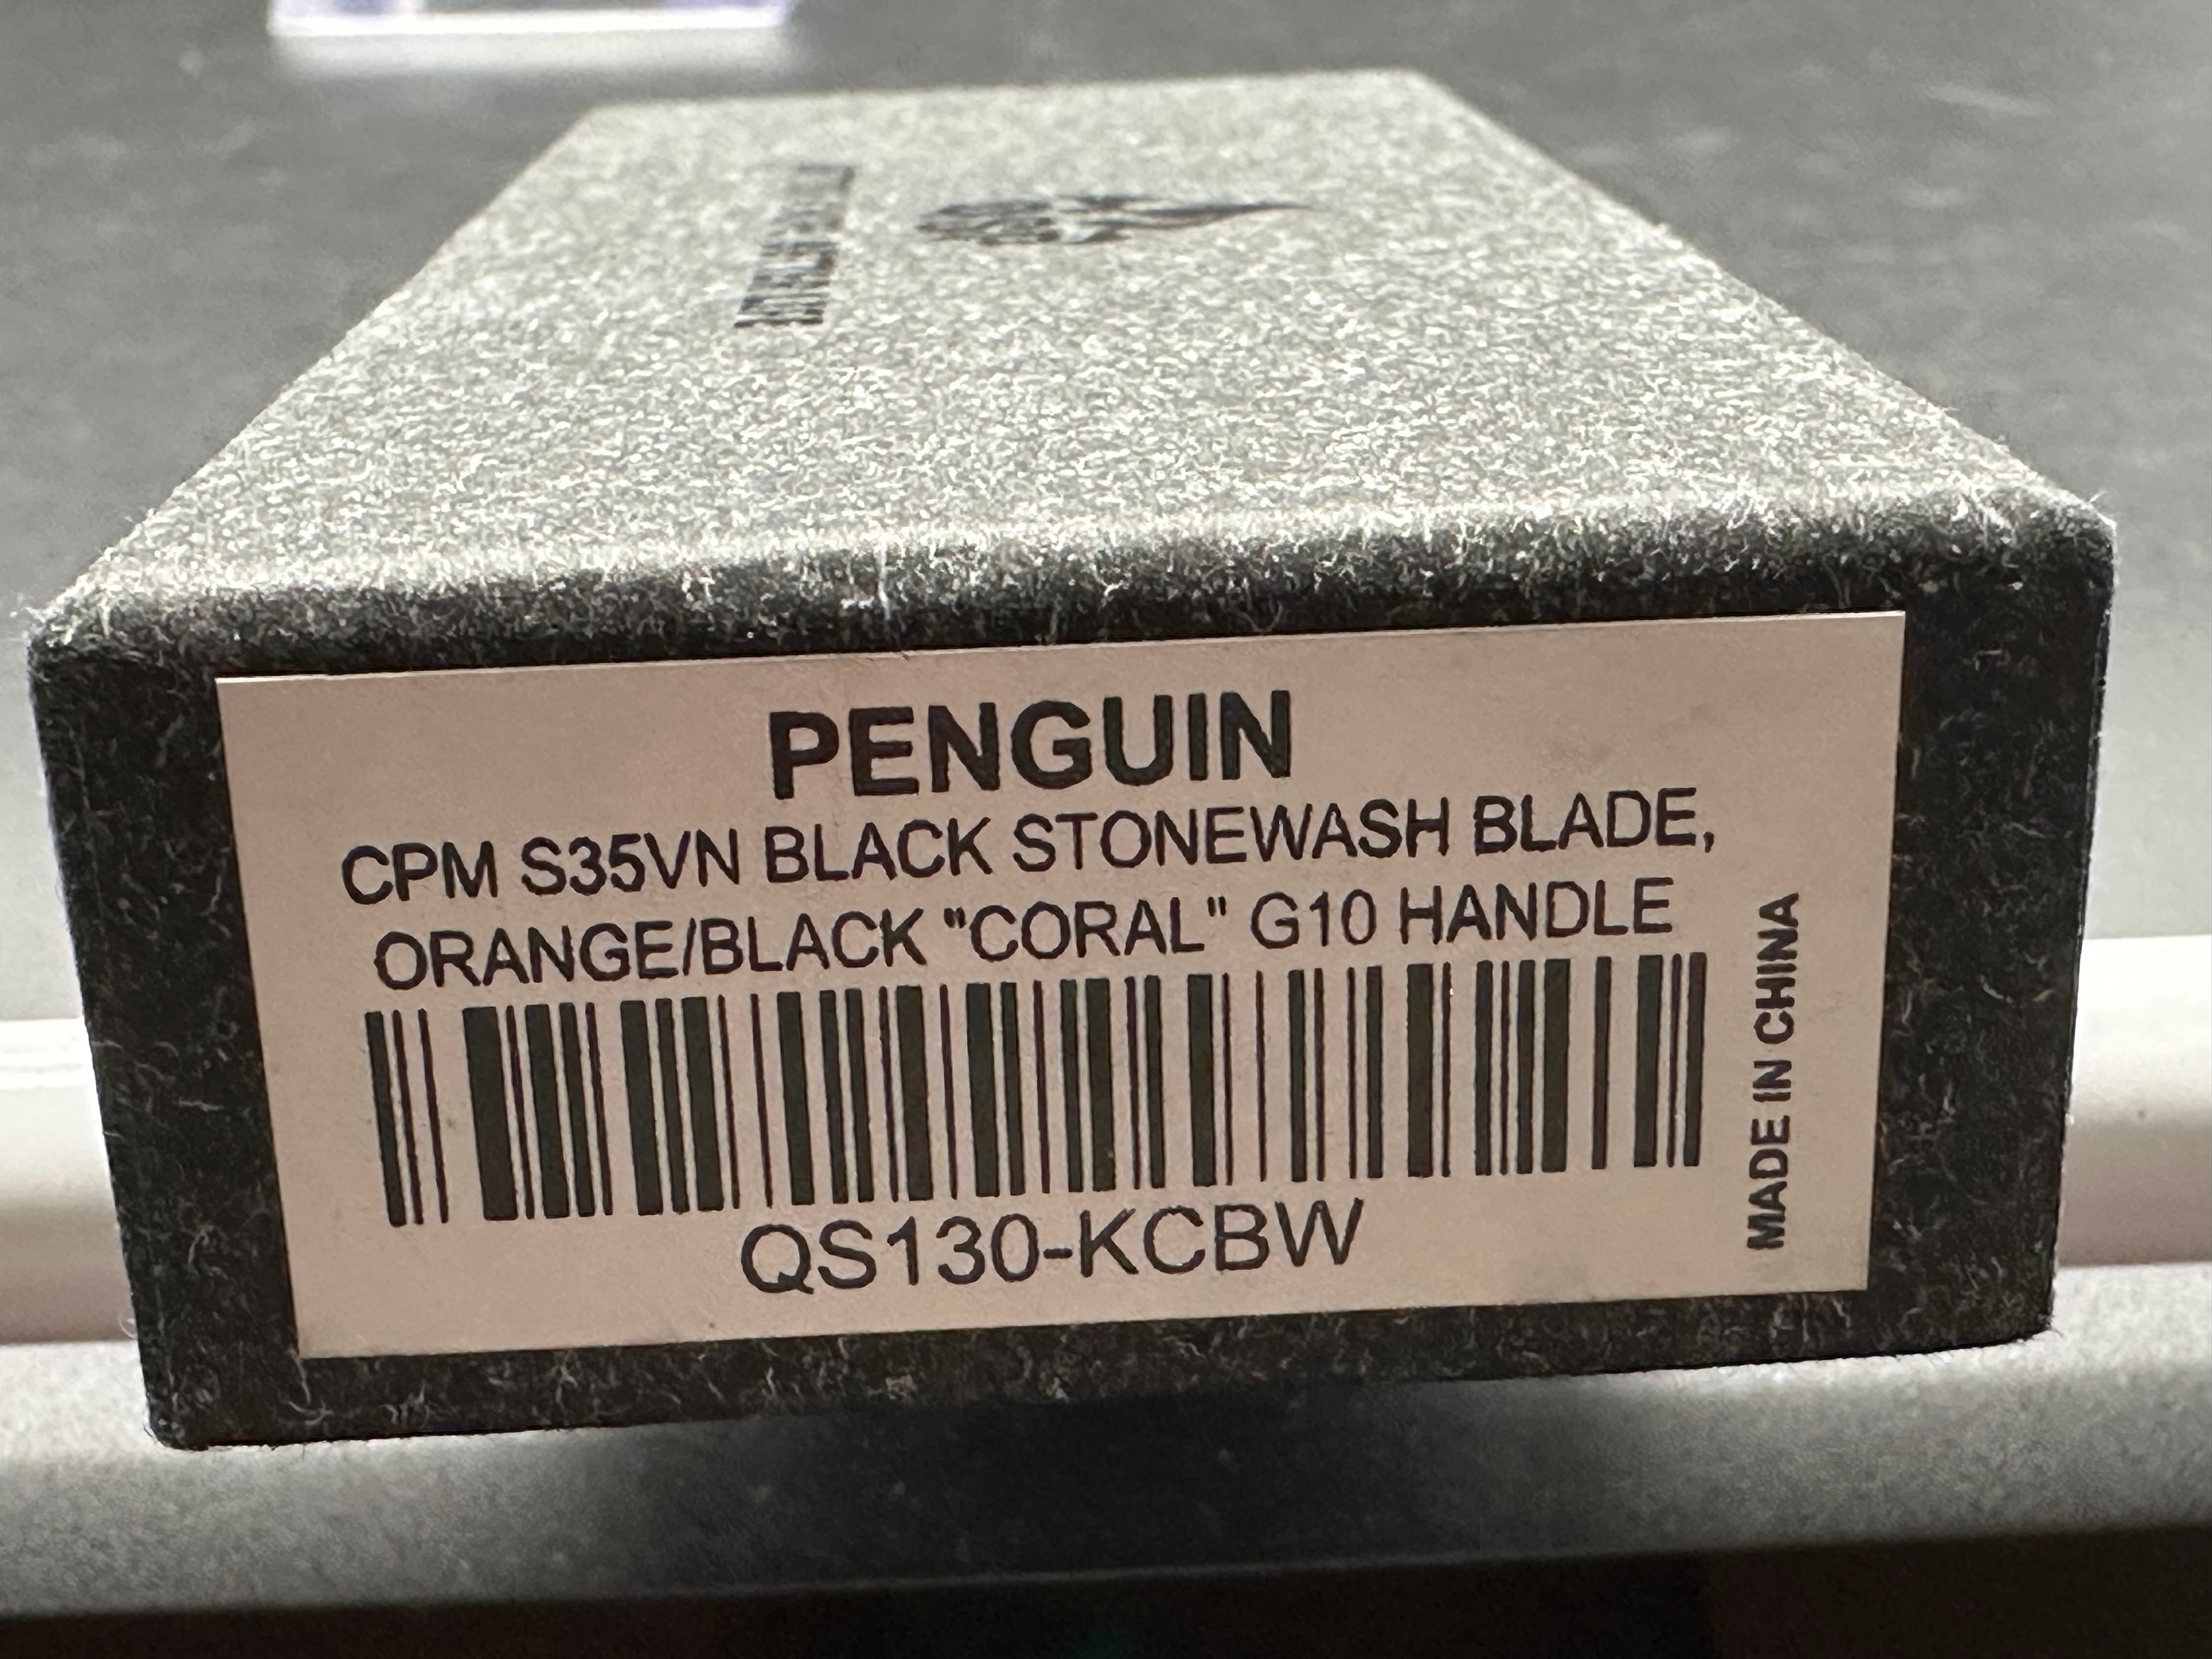 PENGUIN
CPM S35VN BLACK STONEWASH BLADE,
ORANGE/BLACK "CORAL" G10 HANDLE
QS130-KCBW
MADE IN CHINA